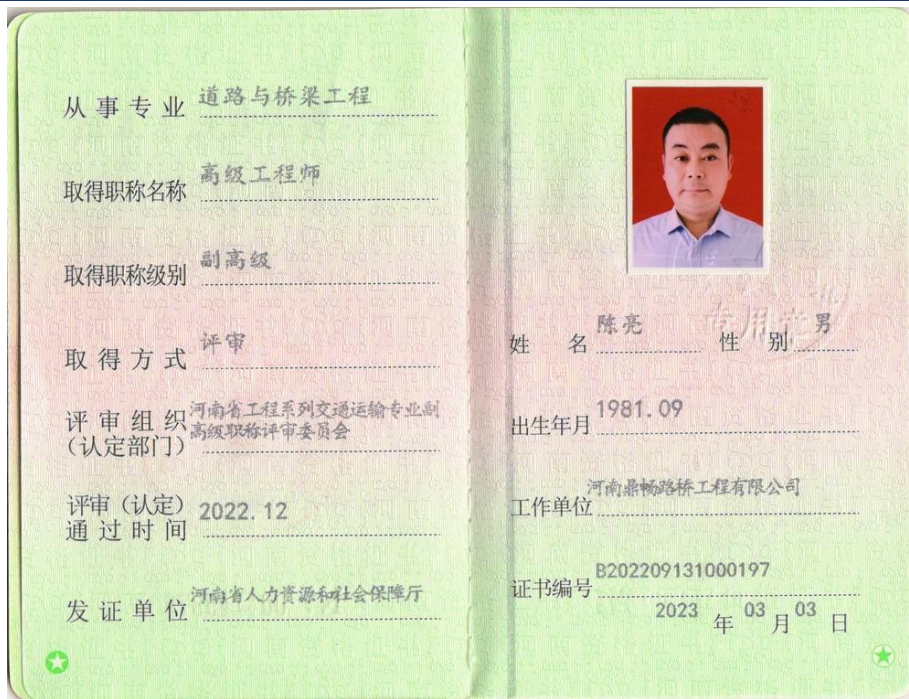 从事专业 道路与桥梁工程
取得职称名称 高级工程师
取得职称级别 副高级
取得方式 评审
评审组织 河南省工程系列交通运输专业副
(认定部门) 高级职称评审委员会
评审(认定)
通过时间 2022.12
发证单位 河南省人力资源和社会保障厅
专用章
姓名 陈亮 性别 男
出生年月 1981.09
工作单位 河南鼎畅路桥工程有限公司
证书编号 B202209131000197
2023 年 03 月 03 日